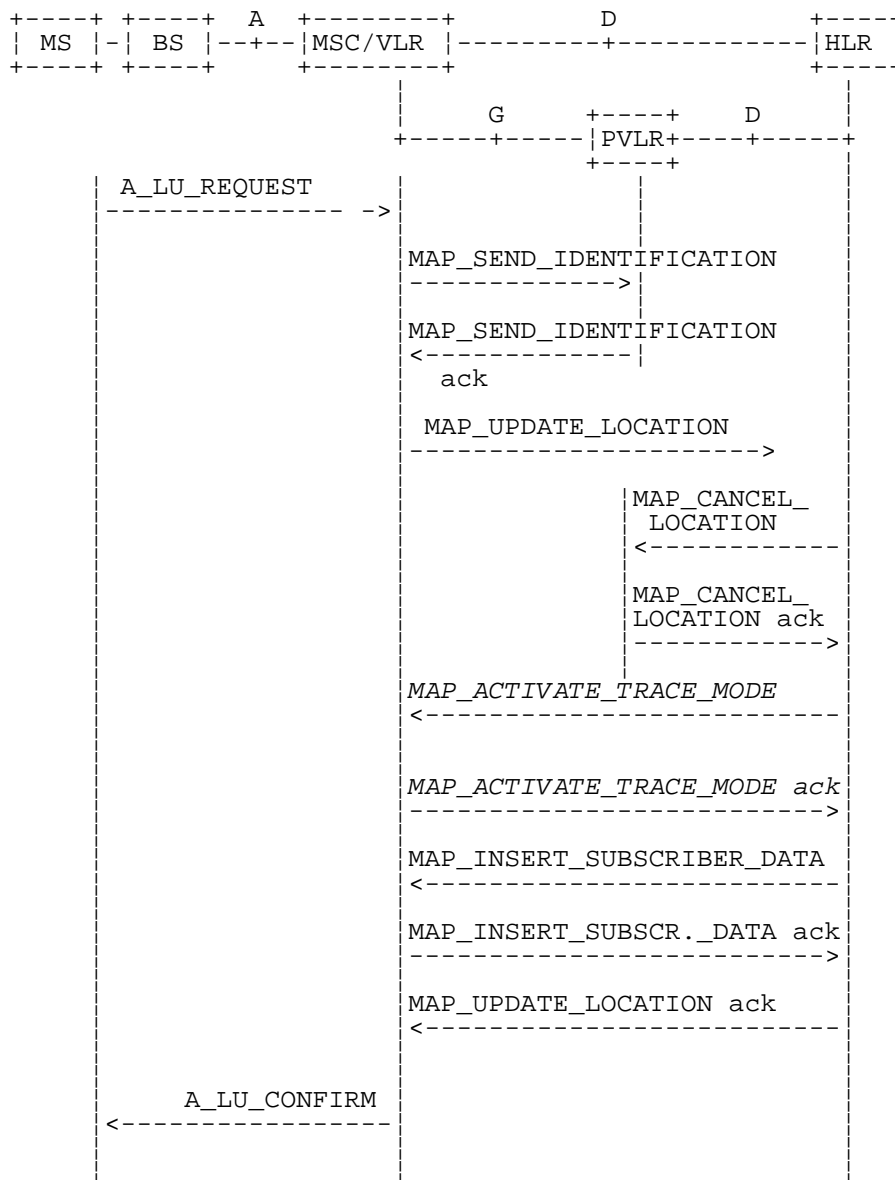 A D
MS BS MSC/VLR HLR
G D
PVLR
A_LU_REQUEST
MAP_SEND_IDENTIFICATION
MAP_SEND_IDENTIFICATION
ack
MAP_UPDATE_LOCATION
MAP_CANCEL_
LOCATION
MAP_CANCEL_
LOCATION ack
MAP_ACTIVATE_TRACE_MODE
MAP_ACTIVATE_TRACE_MODE ack
MAP_INSERT_SUBSCRIBER_DATA
MAP_INSERT_SUBSCR._DATA ack
MAP_UPDATE_LOCATION ack
A_LU_CONFIRM